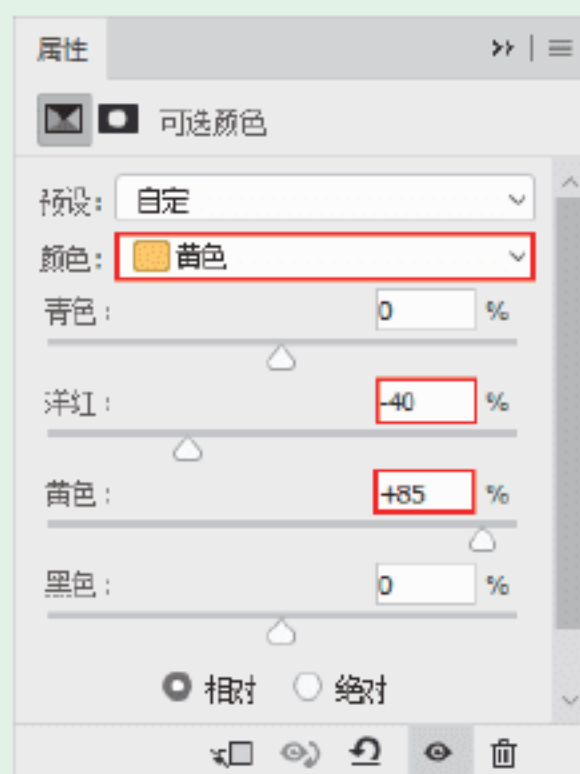 属性
可选颜色
预设： 自定
颜色： 黄色
青色： 0 %
洋红： -40 %
黄色： +85 %
黑色： 0 %
相对 绝对